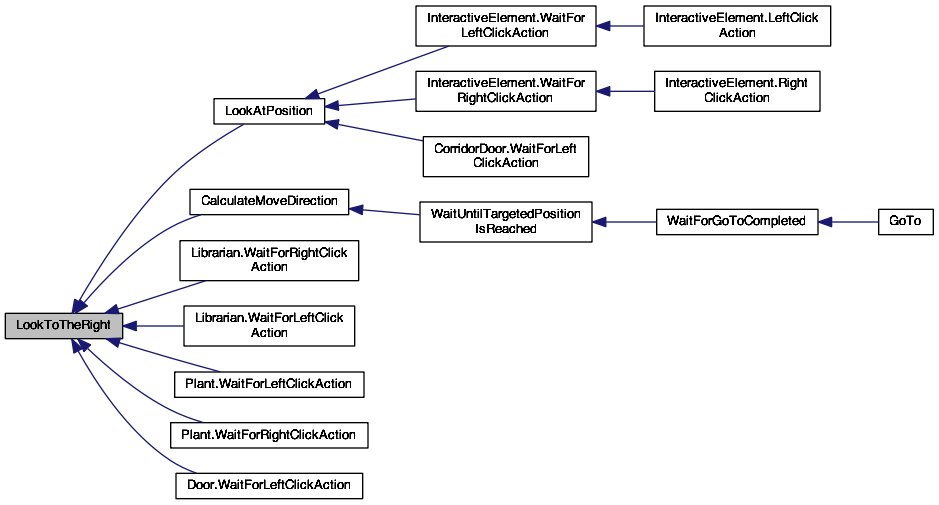 InteractiveElement.WaitFor
LeftClickAction
InteractiveElement.LeftClick
Action
InteractiveElement.WaitFor
RightClickAction
InteractiveElement.Right
ClickAction
LookAtPosition
CorridorDoor.WaitForLeft
ClickAction
CalculateMoveDirection
WaitUntilTargetedPosition
IsReached
WaitForGoToCompleted
GoTo
Librarian.WaitForRightClick
Action
LookToTheRight
Librarian.WaitForLeftClick
Action
Plant.WaitForLeftClickAction
Plant.WaitForRightClickAction
Door.WaitForLeftClickAction